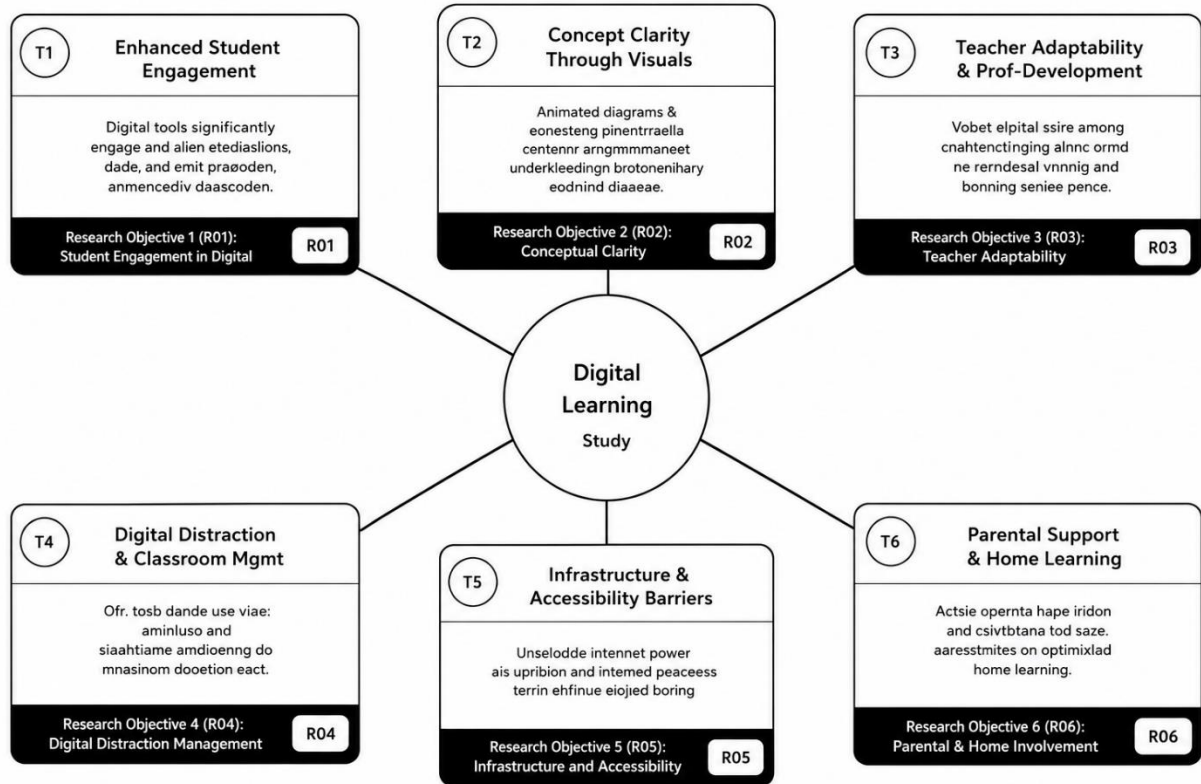 T1
Enhanced Student
Engagement
Digital tools significantly
engage and alien etediaslions,
dade, and emit praøoden,
anmencediv daascoden.
Research Objective 1 (R01):
Student Engagement in Digital
R01
T2
Concept Clarity
Through Visuals
Animated diagrams &
eonesteng pinentrraella
centennr arngmmmaneet
underkleedingn brotonenihary
eodnind diaaeae.
Research Objective 2 (R02):
Conceptual Clarity
R02
T3
Teacher Adaptability
& Prof-Development
Vobet elpital ssire among
cnahtenctinging alnnc ormd
ne rerndesal vnnnig and
bonning seniee pence.
Research Objective 3 (R03):
Teacher Adaptability
R03
Digital
Learning
Study
T4
Digital Distraction
& Classroom Mgmt
Ofr. tosb dande use viae:
aminluso and
siaahtiame amdioenng do
mnasinom dooetion eact.
Research Objective 4 (R04):
Digital Distraction Management
R04
T5
Infrastructure &
Accessibility Barriers
Unselodde intennet power
ais upribion and intemed peaceess
terrin ehfinue eiojied boring
Research Objective 5 (R05):
Infrastructure and Accessibility
R05
T6
Parental Support
& Home Learning
Actsie opernta hape iridon
and csivtbtana tod saze.
aaresstmites on optimixlad
home learning.
Research Objective 6 (R06):
Parental & Home Involvement
R06